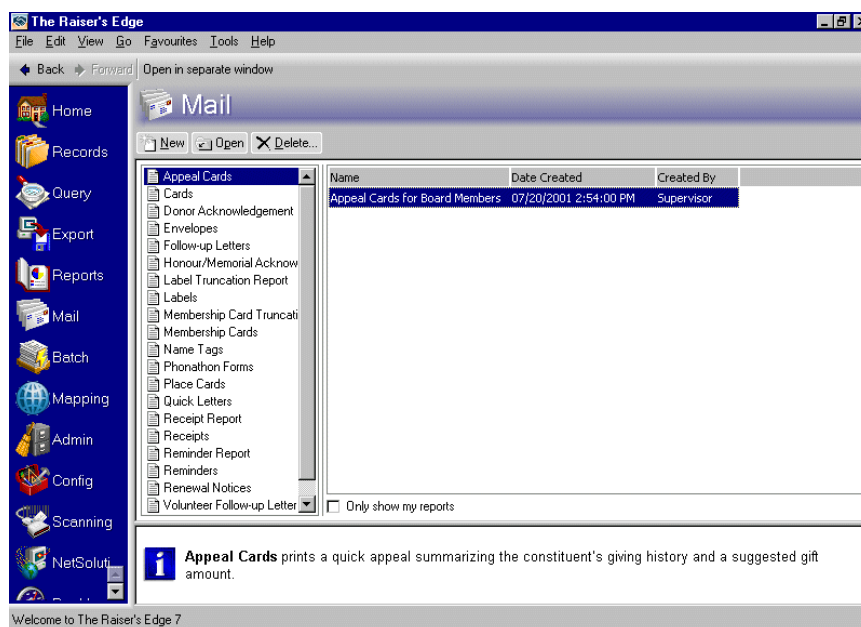 The Raiser's Edge
File Edit View Go Favourites Tools Help
Back Forward Open in separate window
Mail
New Open Delete...
Home
Records
Query
Export
Reports
Mail
Batch
Mapping
Admin
Config
Scanning
NetSoluti...
Appeal Cards
Cards
Donor Acknowledgement
Envelopes
Follow-up Letters
Honour/Memorial Acknow
Label Truncation Report
Labels
Membership Card Truncati
Membership Cards
Name Tags
Phonathon Forms
Place Cards
Quick Letters
Receipt Report
Receipts
Reminder Report
Reminders
Renewal Notices
Volunteer Follow-up Letter
Name Date Created Created By
Appeal Cards for Board Members 07/20/2001 2:54:00 PM Supervisor
Only show my reports
Appeal Cards prints a quick appeal summarizing the constituent's giving history and a suggested gift
amount.
Welcome to The Raiser's Edge 7